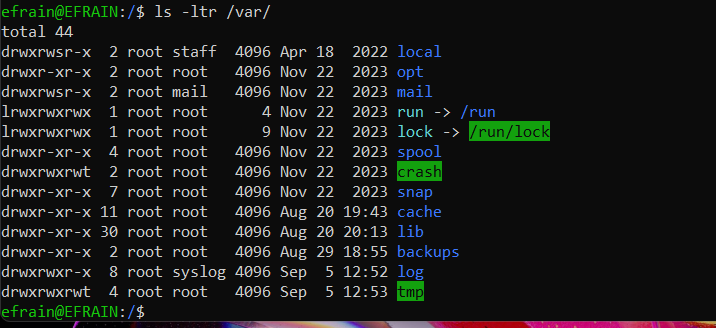 efrain@EFRAIN:/$ ls -ltr /var/
total 44
drwxrwsr-x  2 root staff  4096 Apr 18  2022 local
drwxr-xr-x  2 root root   4096 Nov 22  2023 opt
drwxrwsr-x  2 root mail   4096 Nov 22  2023 mail
lrwxrwxrwx  1 root root      4 Nov 22  2023 run -> /run
lrwxrwxrwx  1 root root      9 Nov 22  2023 lock -> /run/lock
drwxr-xr-x  4 root root   4096 Nov 22  2023 spool
drwxrwxrwt  2 root root   4096 Nov 22  2023 crash
drwxr-xr-x  7 root root   4096 Nov 22  2023 snap
drwxr-xr-x 11 root root   4096 Aug 20 19:43 cache
drwxr-xr-x 30 root root   4096 Aug 20 20:13 lib
drwxr-xr-x  2 root root   4096 Aug 29 18:55 backups
drwxrwxr-x  8 root syslog 4096 Sep  5 12:52 log
drwxrwxrwt  4 root root   4096 Sep  5 12:53 tmp
efrain@EFRAIN:/$